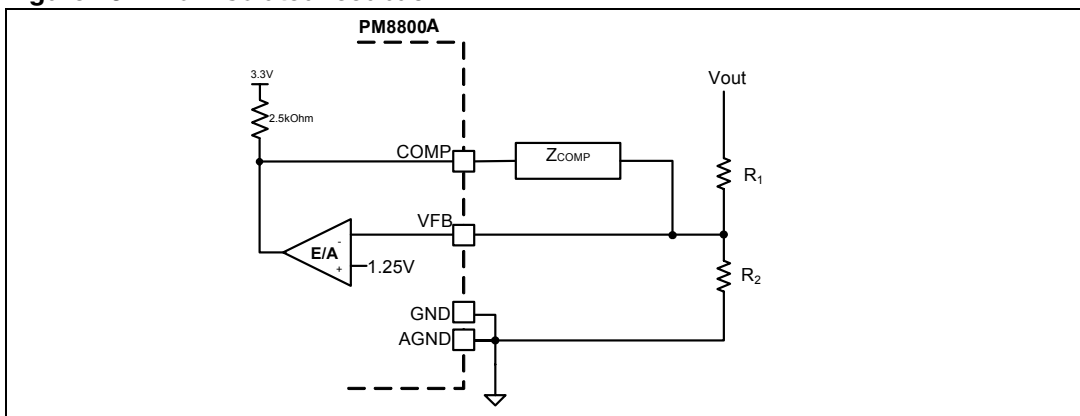 PM8800A
3.3V
2.5kOhm
Vout
COMP
ZCOMP
R1
VFB
E/A
-
+
1.25V
R2
GND
AGND